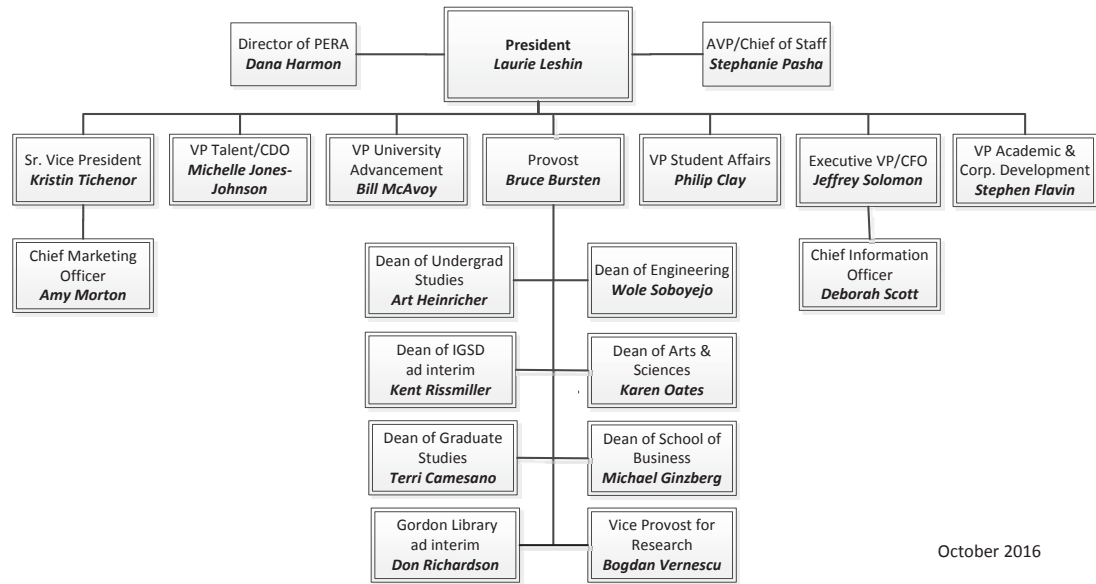 Director of PERA
Dana Harmon
President
Laurie Leshin
AVP/Chief of Staff
Stephanie Pasha
Sr. Vice President
Kristin Tichenor
VP Talent/CDO
Michelle Jones-
Johnson
VP University
Advancement
Bill McAvoy
Provost
Bruce Bursten
VP Student Affairs
Philip Clay
Executive VP/CFO
Jeffrey Solomon
VP Academic &
Corp. Development
Stephen Flavin
Chief Marketing
Officer
Amy Morton
Chief Information
Officer
Deborah Scott
Dean of Undergrad
Studies
Art Heinricher
Dean of Engineering
Wole Soboyejo
Dean of IGSD
ad interim
Kent Rissmiller
Dean of Arts &
Sciences
Karen Oates
Dean of Graduate
Studies
Terri Camesano
Dean of School of
Business
Michael Ginzberg
Gordon Library
ad interim
Don Richardson
Vice Provost for
Research
Bogdan Vernescu
October 2016